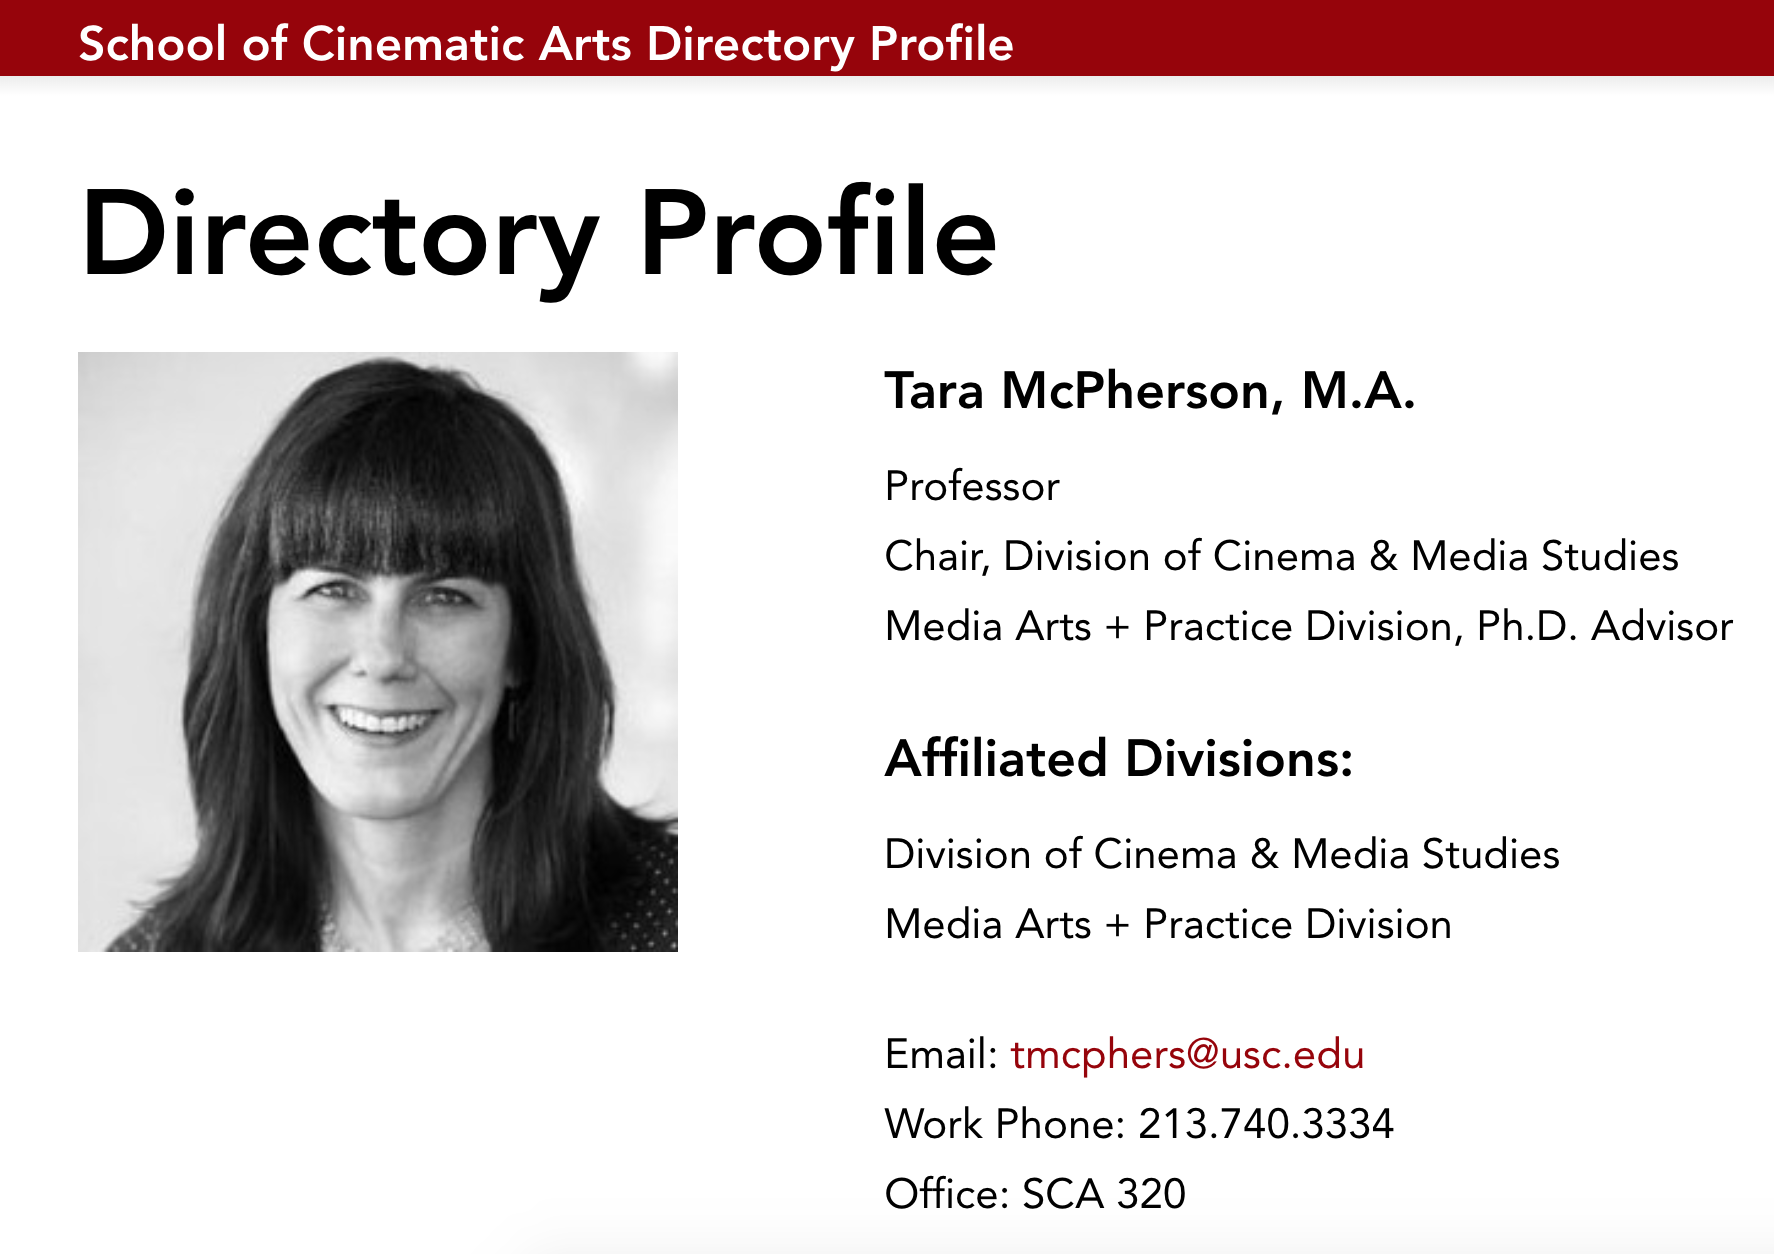 School of Cinematic Arts Directory Profile
Directory Profile
Tara McPherson, M.A.
Professor
Chair, Division of Cinema & Media Studies
Media Arts + Practice Division, Ph.D. Advisor
Affiliated Divisions:
Division of Cinema & Media Studies
Media Arts + Practice Division
Email: tmcphers@usc.edu
Work Phone: 213.740.3334
Office: SCA 320